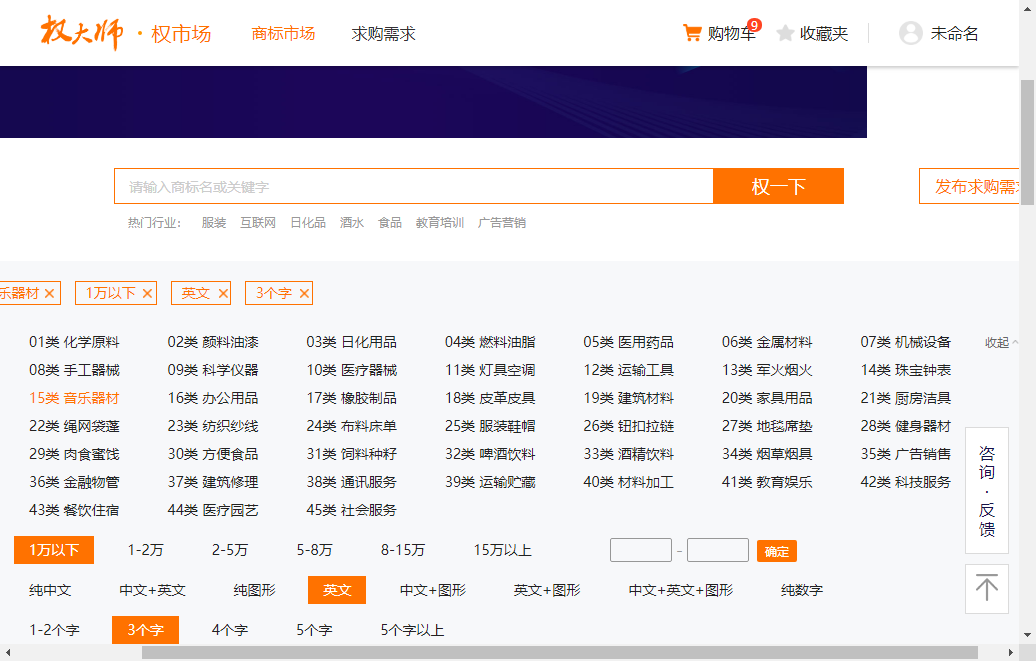 权大师 · 权市场 商标市场 求购需求 购物车 9 收藏夹 未命名
请输入商标名或关键字 权一下 发布求购需求
热门行业： 服装 互联网 日化品 酒水 食品 教育培训 广告营销
乐器材 × 1万以下 × 英文 × 3个字 ×
01类 化学原料 02类 颜料油漆 03类 日化用品 04类 燃料油脂 05类 医用药品 06类 金属材料 07类 机械设备 收起
08类 手工器械 09类 科学仪器 10类 医疗器械 11类 灯具空调 12类 运输工具 13类 军火烟火 14类 珠宝钟表
15类 音乐器材 16类 办公用品 17类 橡胶制品 18类 皮革皮具 19类 建筑材料 20类 家具用品 21类 厨房洁具
22类 绳网袋蓬 23类 纺织纱线 24类 布料床单 25类 服装鞋帽 26类 钮扣拉链 27类 地毯席垫 28类 健身器材
29类 肉食蜜饯 30类 方便食品 31类 饲料种籽 32类 啤酒饮料 33类 酒精饮料 34类 烟草烟具 35类 广告销售
36类 金融物管 37类 建筑修理 38类 通讯服务 39类 运输贮藏 40类 材料加工 41类 教育娱乐 42类 科技服务
43类 餐饮住宿 44类 医疗园艺 45类 社会服务
咨询·反馈
1万以下 1-2万 2-5万 5-8万 8-15万 15万以上 - 确定
纯中文 中文+英文 纯图形 英文 中文+图形 英文+图形 中文+英文+图形 纯数字
1-2个字 3个字 4个字 5个字 5个字以上